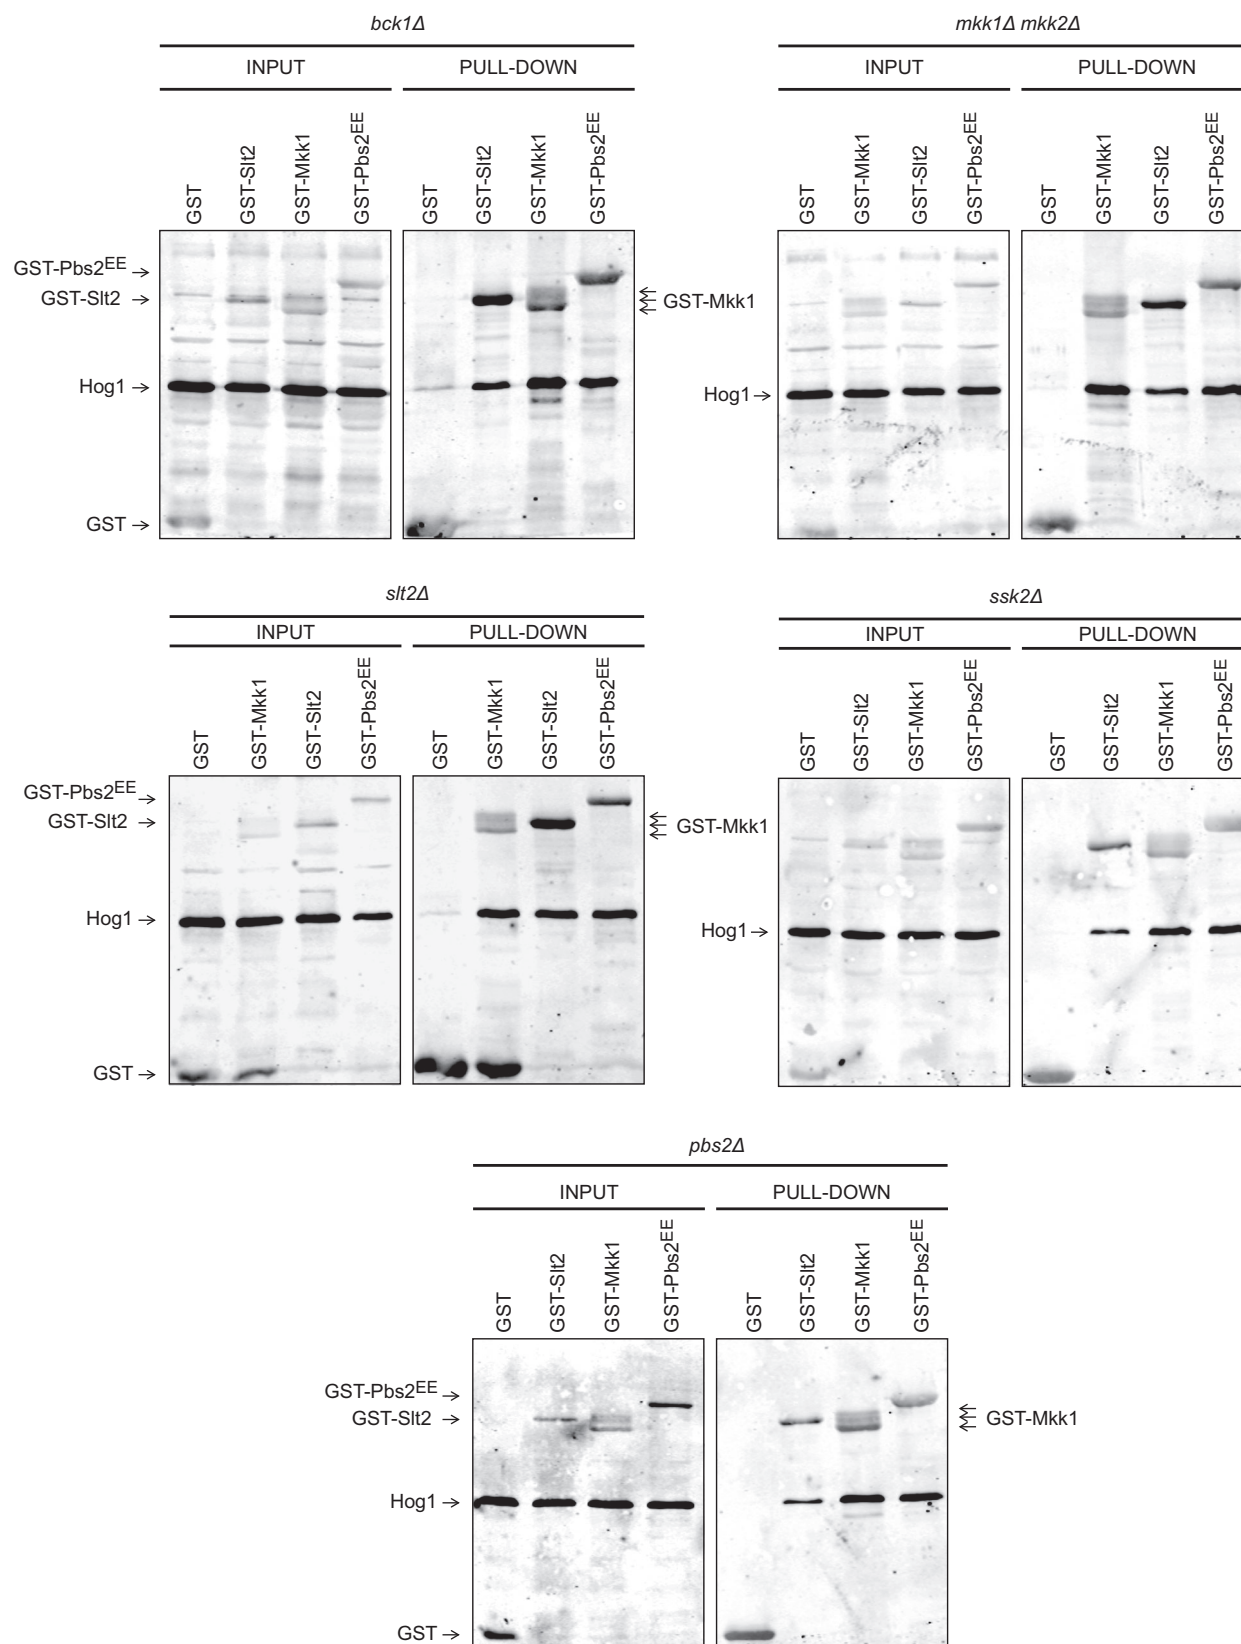 bck1Δ
INPUT PULL-DOWN
GST GST-Slt2 GST-Mkk1 GST-Pbs2EE GST GST-Slt2 GST-Mkk1 GST-Pbs2EE
GST-Pbs2EE →
GST-Slt2 →
GST-Mkk1
Hog1 →
GST →
mkk1Δ mkk2Δ
INPUT PULL-DOWN
GST GST-Mkk1 GST-Slt2 GST-Pbs2EE GST GST-Mkk1 GST-Slt2 GST-Pbs2EE
Hog1 →
slt2Δ
INPUT PULL-DOWN
GST GST-Mkk1 GST-Slt2 GST-Pbs2EE GST GST-Mkk1 GST-Slt2 GST-Pbs2EE
GST-Pbs2EE →
GST-Slt2 →
GST-Mkk1
Hog1 →
GST →
ssk2Δ
INPUT PULL-DOWN
GST GST-Slt2 GST-Mkk1 GST-Pbs2EE GST GST-Slt2 GST-Mkk1 GST-Pbs2EE
Hog1 →
pbs2Δ
INPUT PULL-DOWN
GST GST-Slt2 GST-Mkk1 GST-Pbs2EE GST GST-Slt2 GST-Mkk1 GST-Pbs2EE
GST-Pbs2EE →
GST-Slt2 →
GST-Mkk1
Hog1 →
GST →